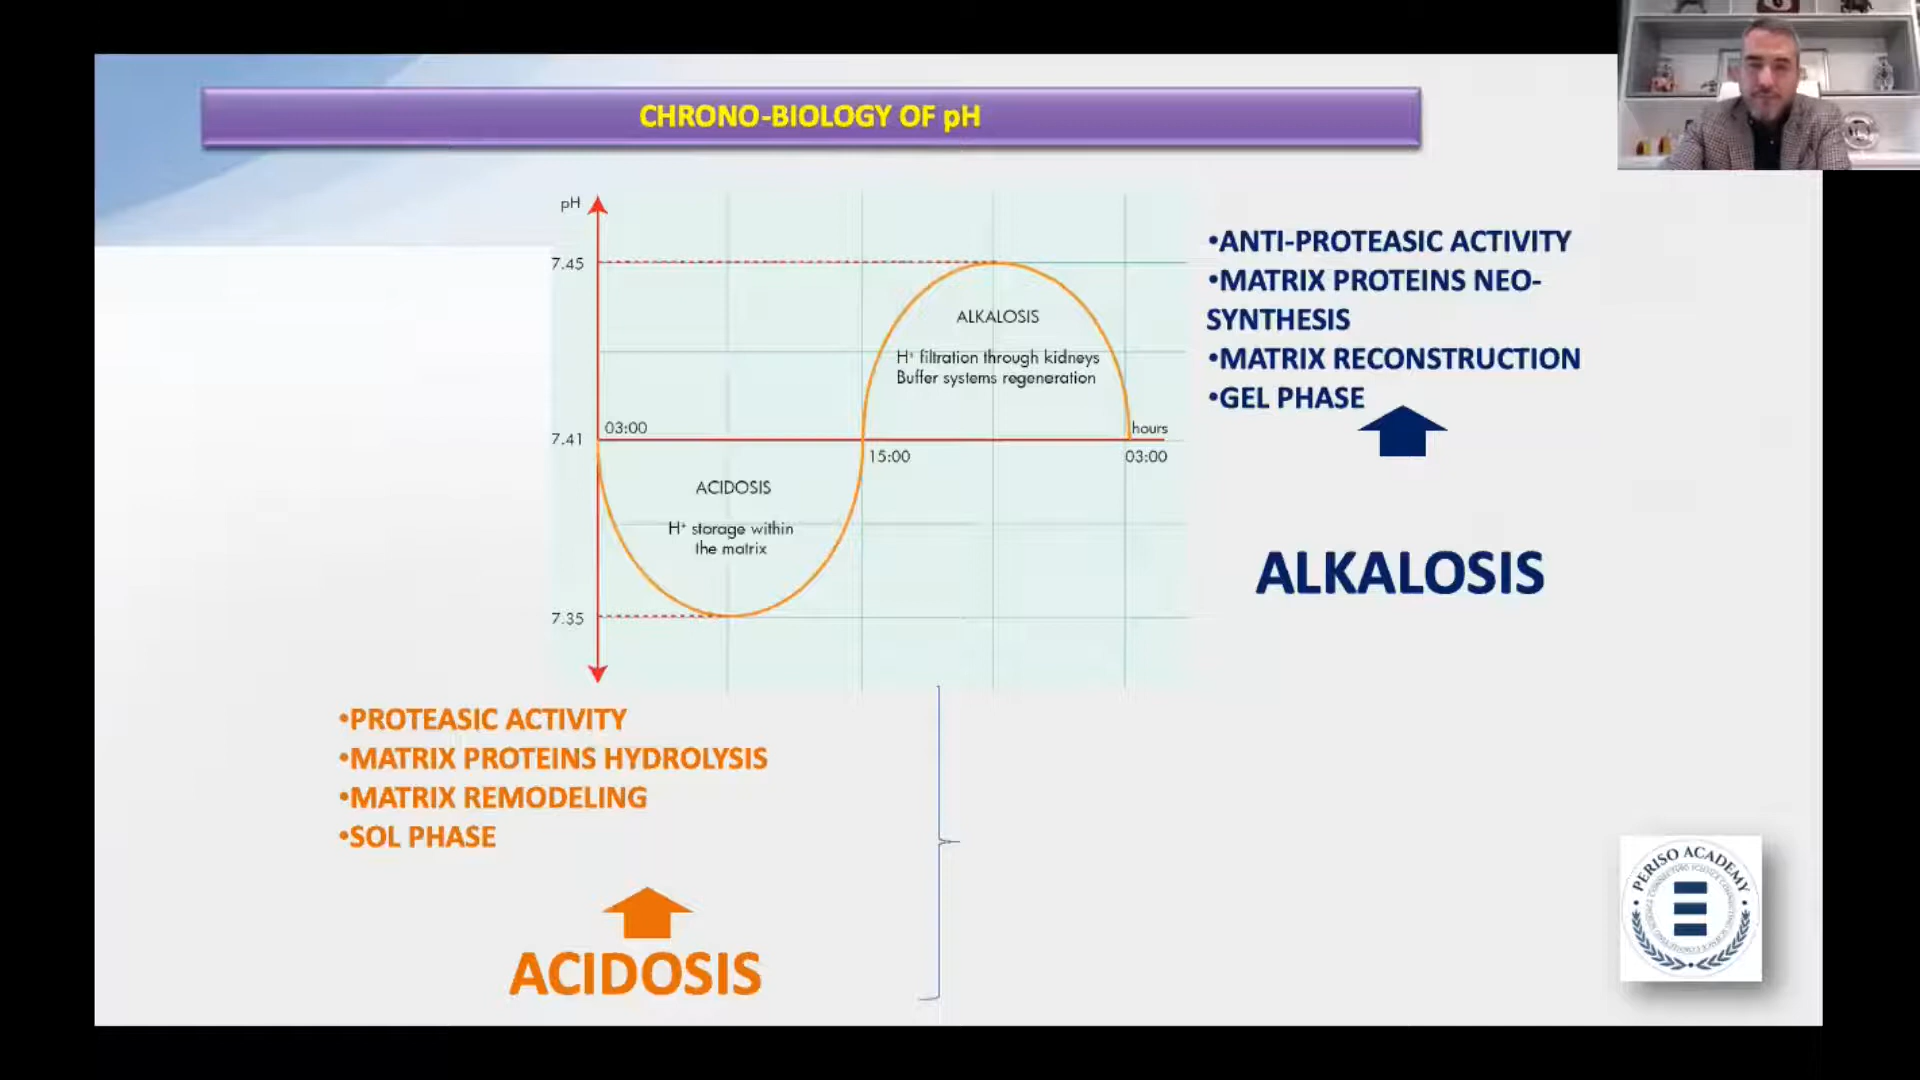 CHRONO-BIOLOGY OF pH
pH
7.45
7.41
7.35
03:00
15:00
hours
03:00
ALKALOSIS
H⁺ filtration through kidneys
Buffer systems regeneration
ACIDOSIS
H⁺ storage within
the matrix
•ANTI-PROTEASIC ACTIVITY
•MATRIX PROTEINS NEO-
SYNTHESIS
•MATRIX RECONSTRUCTION
•GEL PHASE
ALKALOSIS
•PROTEASIC ACTIVITY
•MATRIX PROTEINS HYDROLYSIS
•MATRIX REMODELING
•SOL PHASE
ACIDOSIS
PERISO ACADEMY